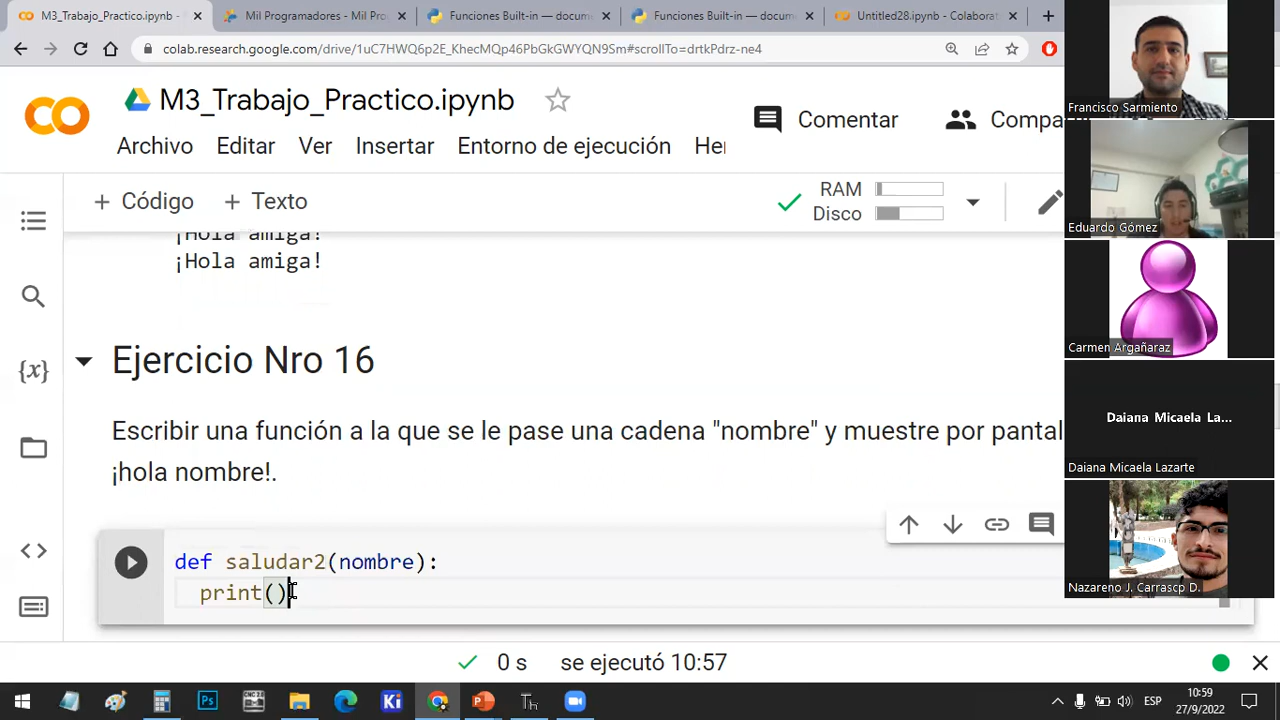 M3_Trabajo_Practico.ipynb -
Mil Programadores - Mil Pro
Funciones Built-in — docum
Funciones Built-in — docum
Untitled28.ipynb - Colabora
colab.research.google.com/drive/1uC7HWQ6p2E_KhecMQp46PbGkGWYQN9Sm#scrollTo=drtkPdrz-ne4
M3_Trabajo_Practico.ipynb
Comentar
Compa
Archivo Editar Ver Insertar Entorno de ejecución He
+ Código + Texto
RAM
Disco
¡Hola amiga!
¡Hola amiga!
{x}
Ejercicio Nro 16
Escribir una función a la que se le pase una cadena "nombre" y muestre por pantal
¡hola nombre!.
def saludar2(nombre):
print()
0 s se ejecutó 10:57
Francisco Sarmiento
Eduardo Gómez
Carmen Argañaraz
Daiana Micaela La...
Daiana Micaela Lazarte
Nazareno J. Carrascp D.
Ps
Ki
Th
ESP
10:59
27/9/2022